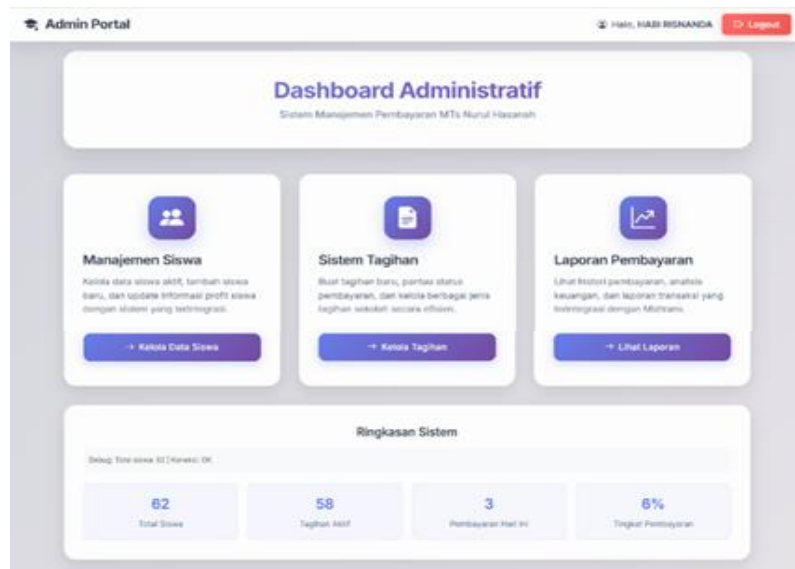 Admin Portal
Halo, HABI RISNANDA
Logout
Dashboard Administratif
Sistem Manajemen Pembayaran MTs Nurul Hasanah
Manajemen Siswa
Kelola data siswa aktif, tambah siswa
baru, dan update informasi profil siswa
dengan sistem yang terintegrasi.
→ Kelola Data Siswa
Sistem Tagihan
Buat tagihan baru, pantau status
pembayaran, dan kelola berbagai jenis
tagihan sekolah secara efisien.
→ Kelola Tagihan
Laporan Pembayaran
Lihat histori pembayaran, analisis
keuangan, dan laporan transaksi yang
terintegrasi dengan Midtrans.
→ Lihat Laporan
Ringkasan Sistem
Debug: Total siswa: 62 | Koneksi: OK
62
Total Siswa
58
Tagihan Aktif
3
Pembayaran Hari Ini
6%
Tingkat Pembayaran